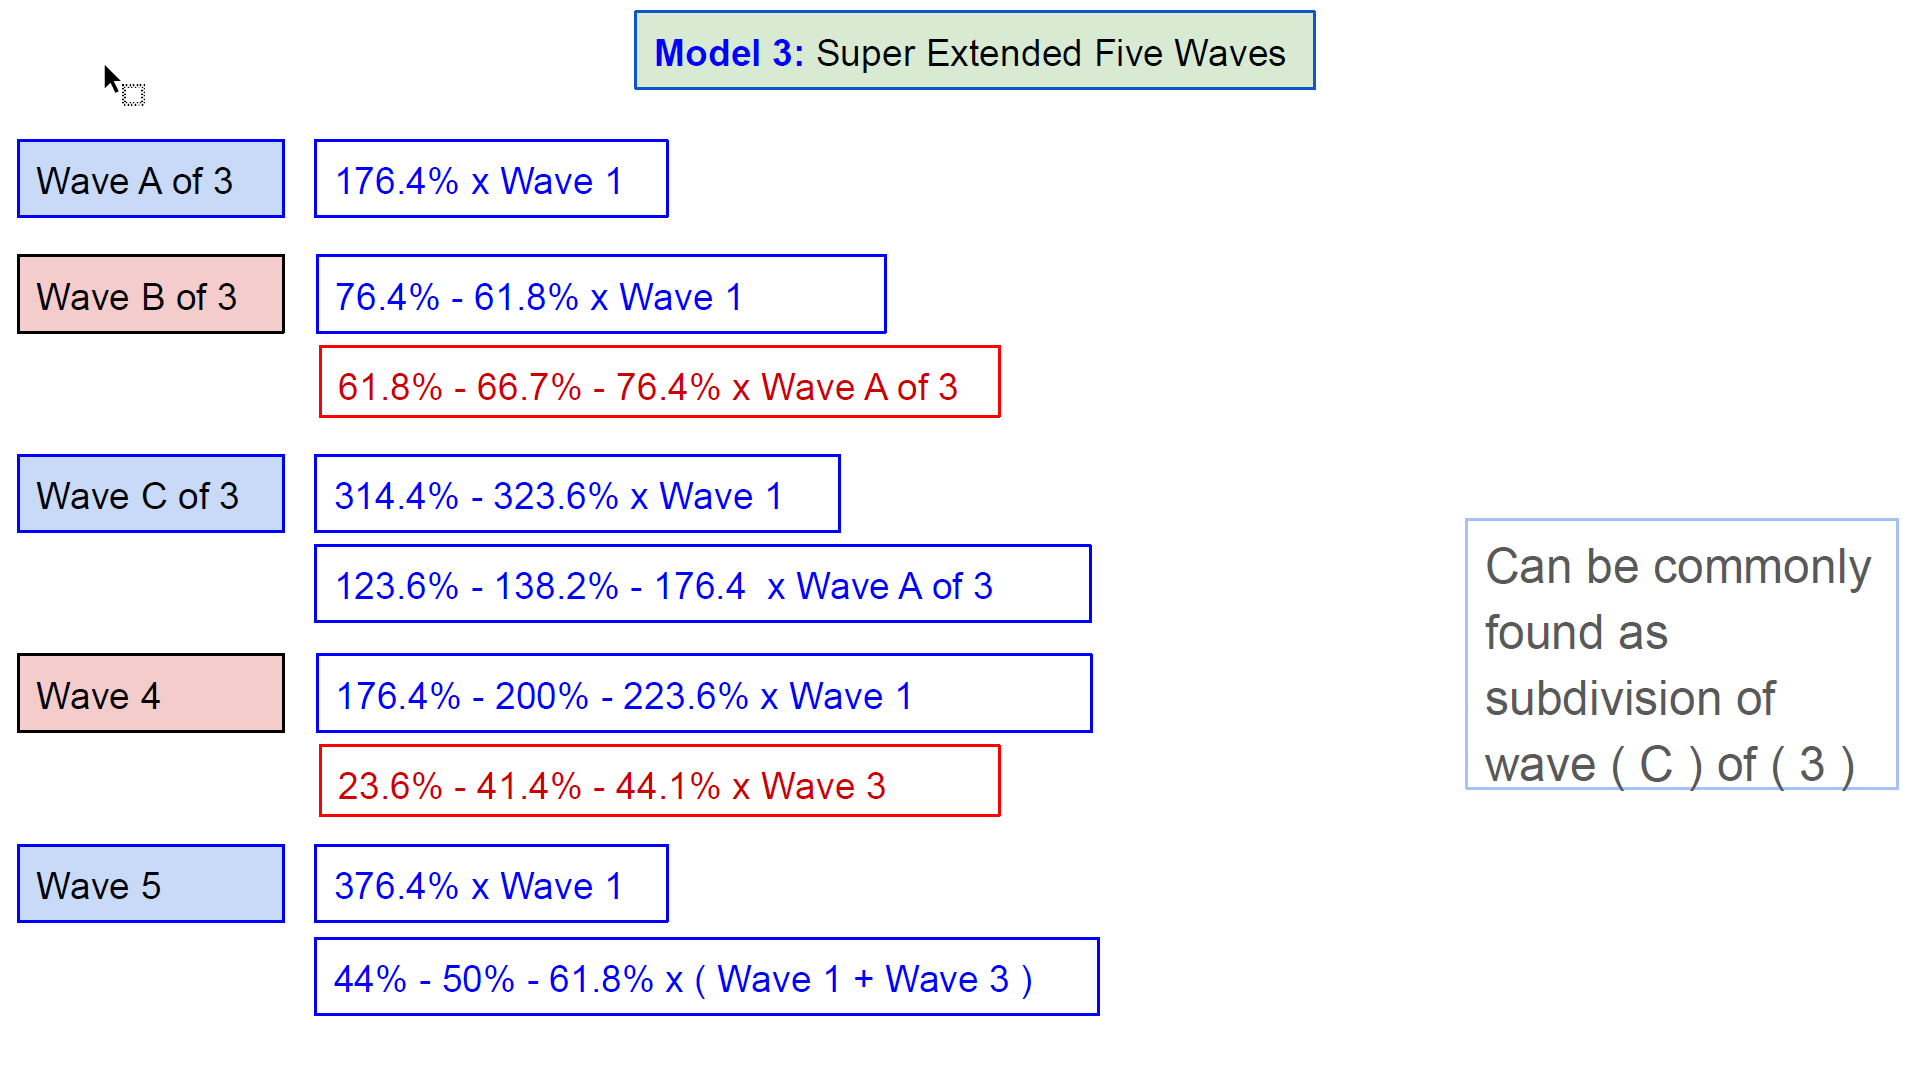 Model 3: Super Extended Five Waves
Wave A of 3
176.4% x Wave 1
Wave B of 3
76.4% - 61.8% x Wave 1
61.8% - 66.7% - 76.4% x Wave A of 3
Wave C of 3
314.4% - 323.6% x Wave 1
123.6% - 138.2% - 176.4  x Wave A of 3
Wave 4
176.4% - 200% - 223.6% x Wave 1
23.6% - 41.4% - 44.1% x Wave 3
Wave 5
376.4% x Wave 1
44% - 50% - 61.8% x ( Wave 1 + Wave 3 )
Can be commonly
found as
subdivision of
wave ( C ) of ( 3 )